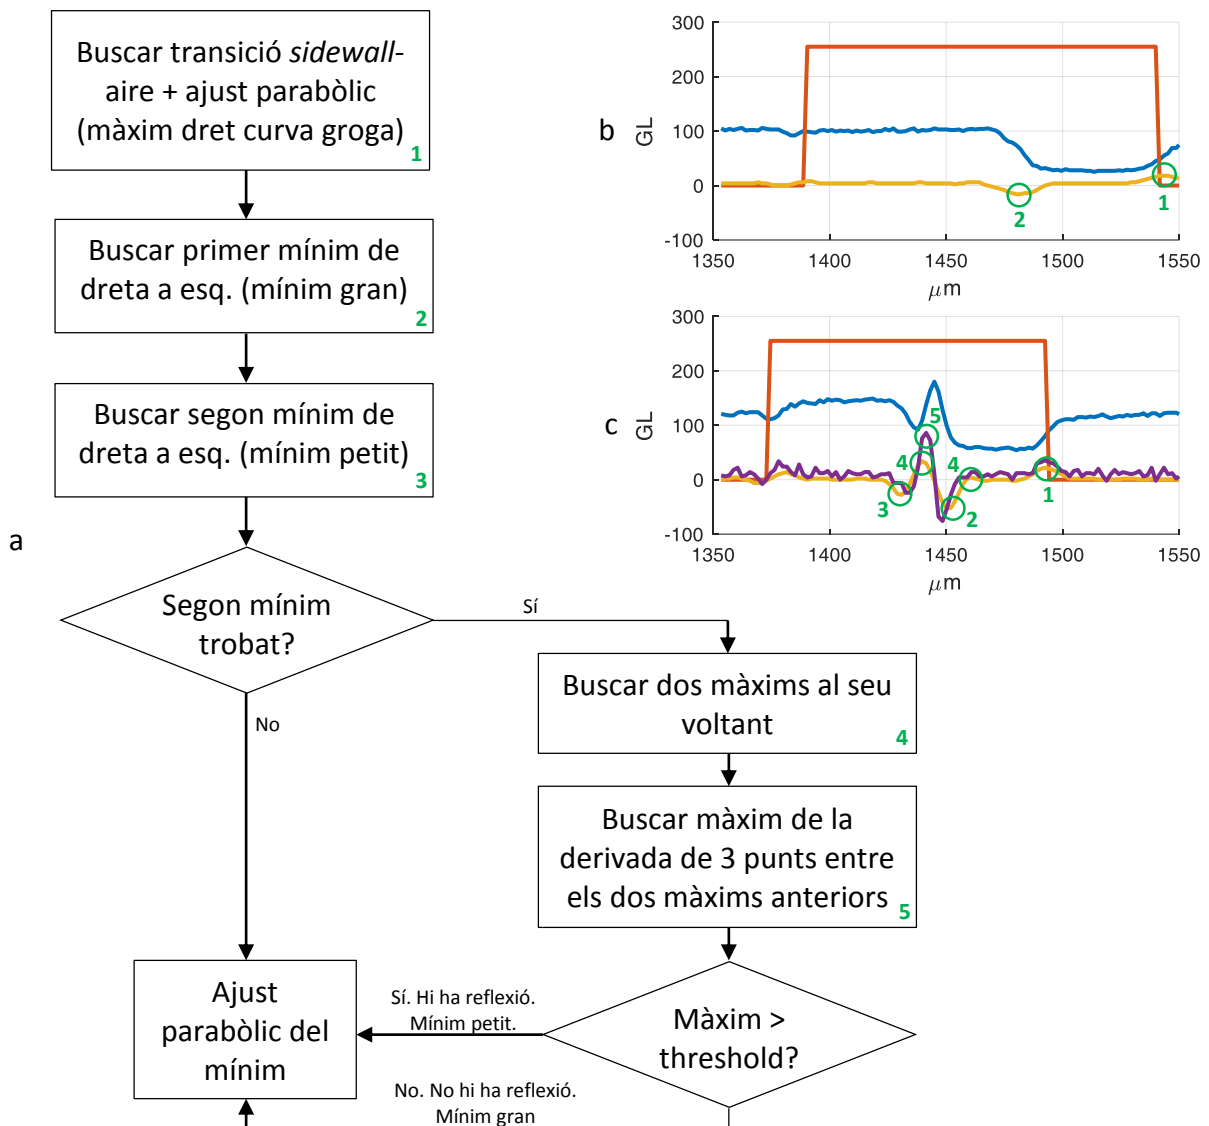 Buscar transició sidewall-
aire + ajust parabòlic
(màxim dret curva groga)
1
Buscar primer mínim de
dreta a esq. (mínim gran)
2
Buscar segon mínim de
dreta a esq. (mínim petit)
3
a
Segon mínim
trobat?
Sí
No
Buscar dos màxims al seu
voltant
4
Buscar màxim de la
derivada de 3 punts entre
els dos màxims anteriors
5
Màxim >
threshold?
Sí. Hi ha reflexió.
Mínim petit.
No. No hi ha reflexió.
Mínim gran
Ajust
parabòlic del
mínim
b
GL
300
200
100
0
-100
1350
1400
1450
1500
1550
μm
2
1
c
GL
300
200
100
0
-100
1350
1400
1450
1500
1550
μm
5
4
4
3
2
1